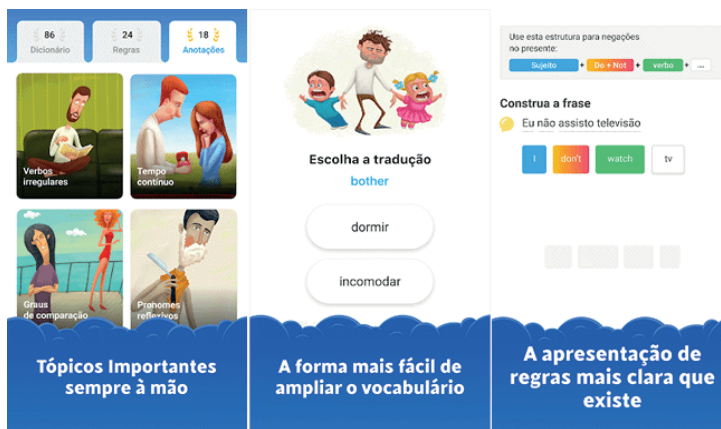 86
Dicionário
24
Regras
18
Anotações
Verbos
irregulares
Tempo
contínuo
Graus
de comparação
Pronomes
reflexivos
Tópicos Importantes
sempre à mão
Escolha a tradução
bother
dormir
incomodar
A forma mais fácil de
ampliar o vocabulário
Use esta estrutura para negações
no presente:
Sujeito + Do + Not + verbo + ...
Construa a frase
Eu não assisto televisão
I don't watch tv
A apresentação de
regras mais clara que
existe